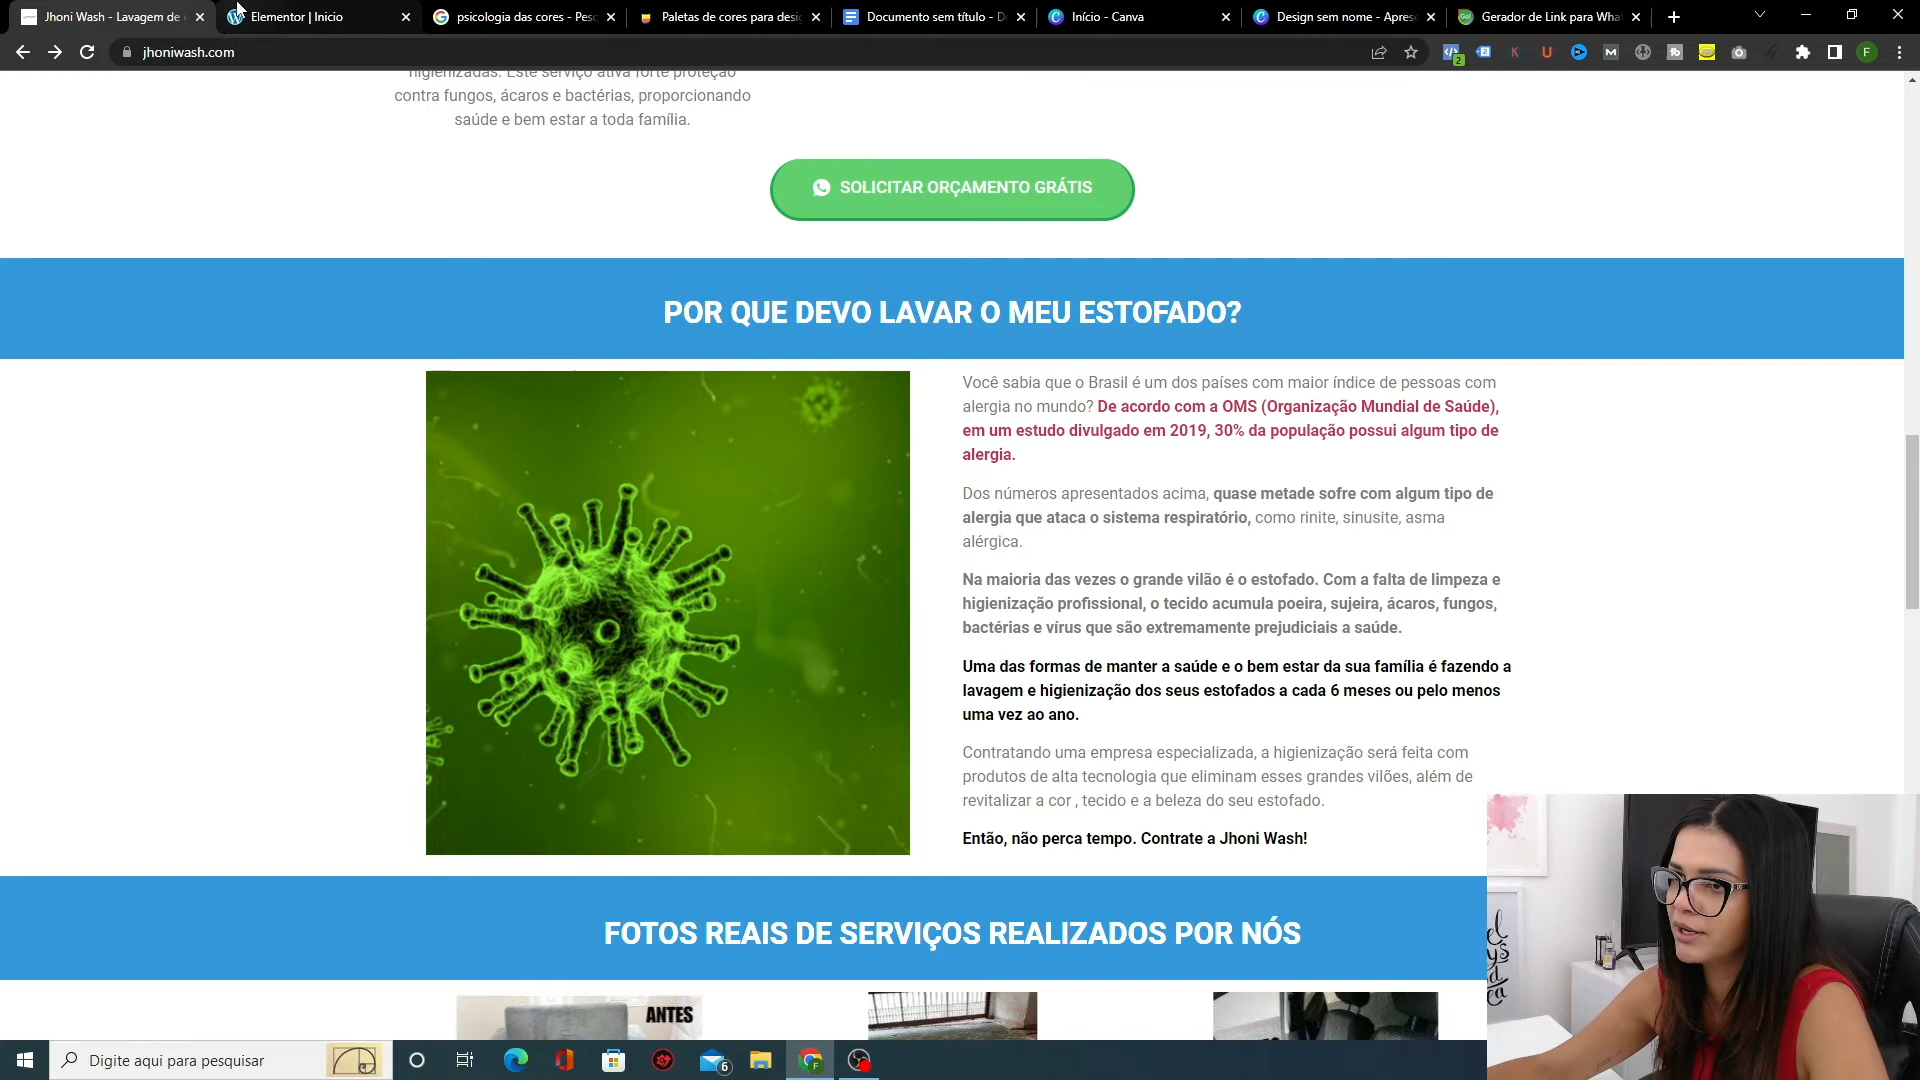 Jhoni Wash - Lavagem de
Elementor | Inicio
psicologia das cores - Pes
Paletas de cores para desig
Documento sem título - D
Início - Canva
Design sem nome - Aprese
Gerador de Link para Wha
jhoniwash.com
higienizadas. Este serviço ativa forte proteção
contra fungos, ácaros e bactérias, proporcionando
saúde e bem estar a toda família.
SOLICITAR ORÇAMENTO GRÁTIS
POR QUE DEVO LAVAR O MEU ESTOFADO?
Você sabia que o Brasil é um dos países com maior índice de pessoas com
alergia no mundo? De acordo com a OMS (Organização Mundial de Saúde),
em um estudo divulgado em 2019, 30% da população possui algum tipo de
alergia.
Dos números apresentados acima, quase metade sofre com algum tipo de
alergia que ataca o sistema respiratório, como rinite, sinusite, asma
alérgica.
Na maioria das vezes o grande vilão é o estofado. Com a falta de limpeza e
higienização profissional, o tecido acumula poeira, sujeira, ácaros, fungos,
bactérias e vírus que são extremamente prejudiciais a saúde.
Uma das formas de manter a saúde e o bem estar da sua família é fazendo a
lavagem e higienização dos seus estofados a cada 6 meses ou pelo menos
uma vez ao ano.
Contratando uma empresa especializada, a higienização será feita com
produtos de alta tecnologia que eliminam esses grandes vilões, além de
revitalizar a cor , tecido e a beleza do seu estofado.
Então, não perca tempo. Contrate a Jhoni Wash!
FOTOS REAIS DE SERVIÇOS REALIZADOS POR NÓS
ANTES
Digite aqui para pesquisar
6